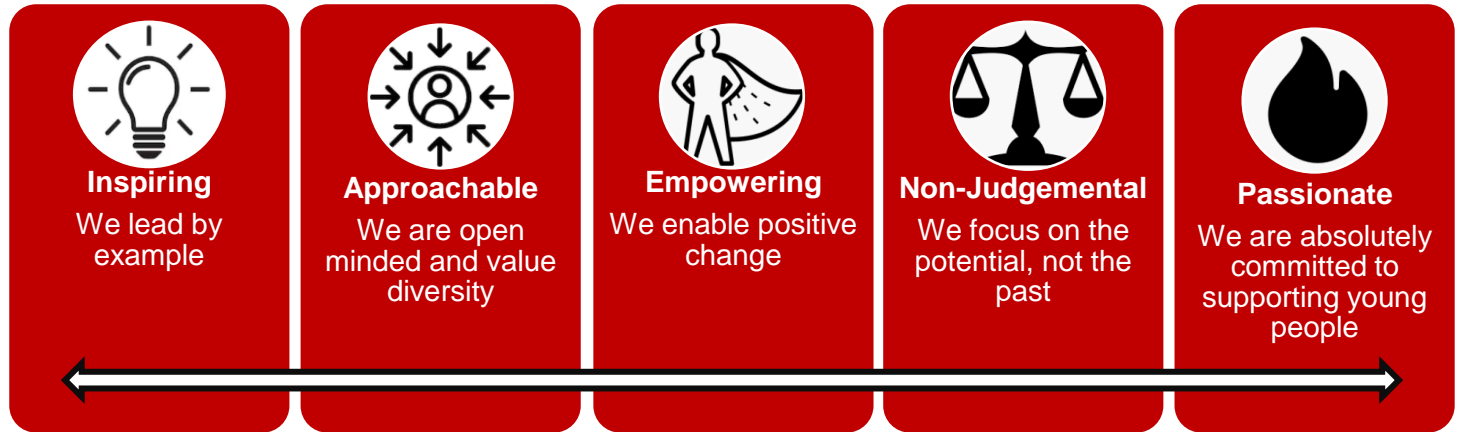 Inspiring
We lead by
example
Approachable
We are open
minded and value
diversity
Empowering
We enable positive
change
Non-Judgemental
We focus on the
potential, not the
past
Passionate
We are absolutely
committed to
supporting young
people